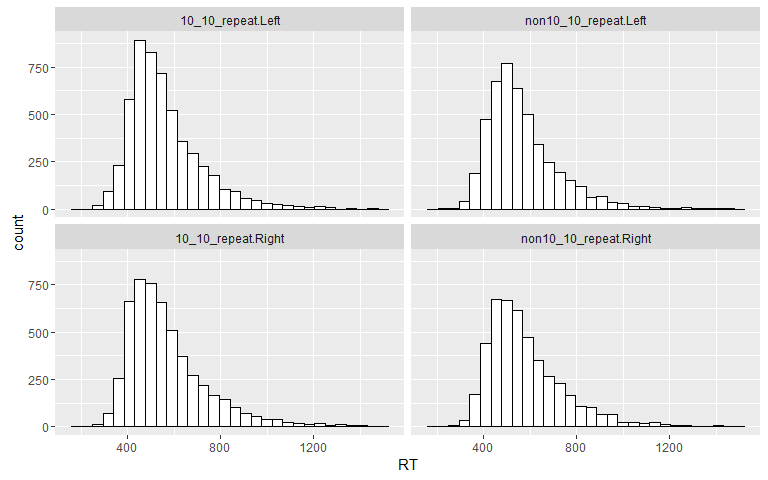 10_10_repeat.Left
non10_10_repeat.Left
750
500
250
0
10_10_repeat.Right
non10_10_repeat.Right
750
500
250
0
400
800
1200
400
800
1200
count
RT